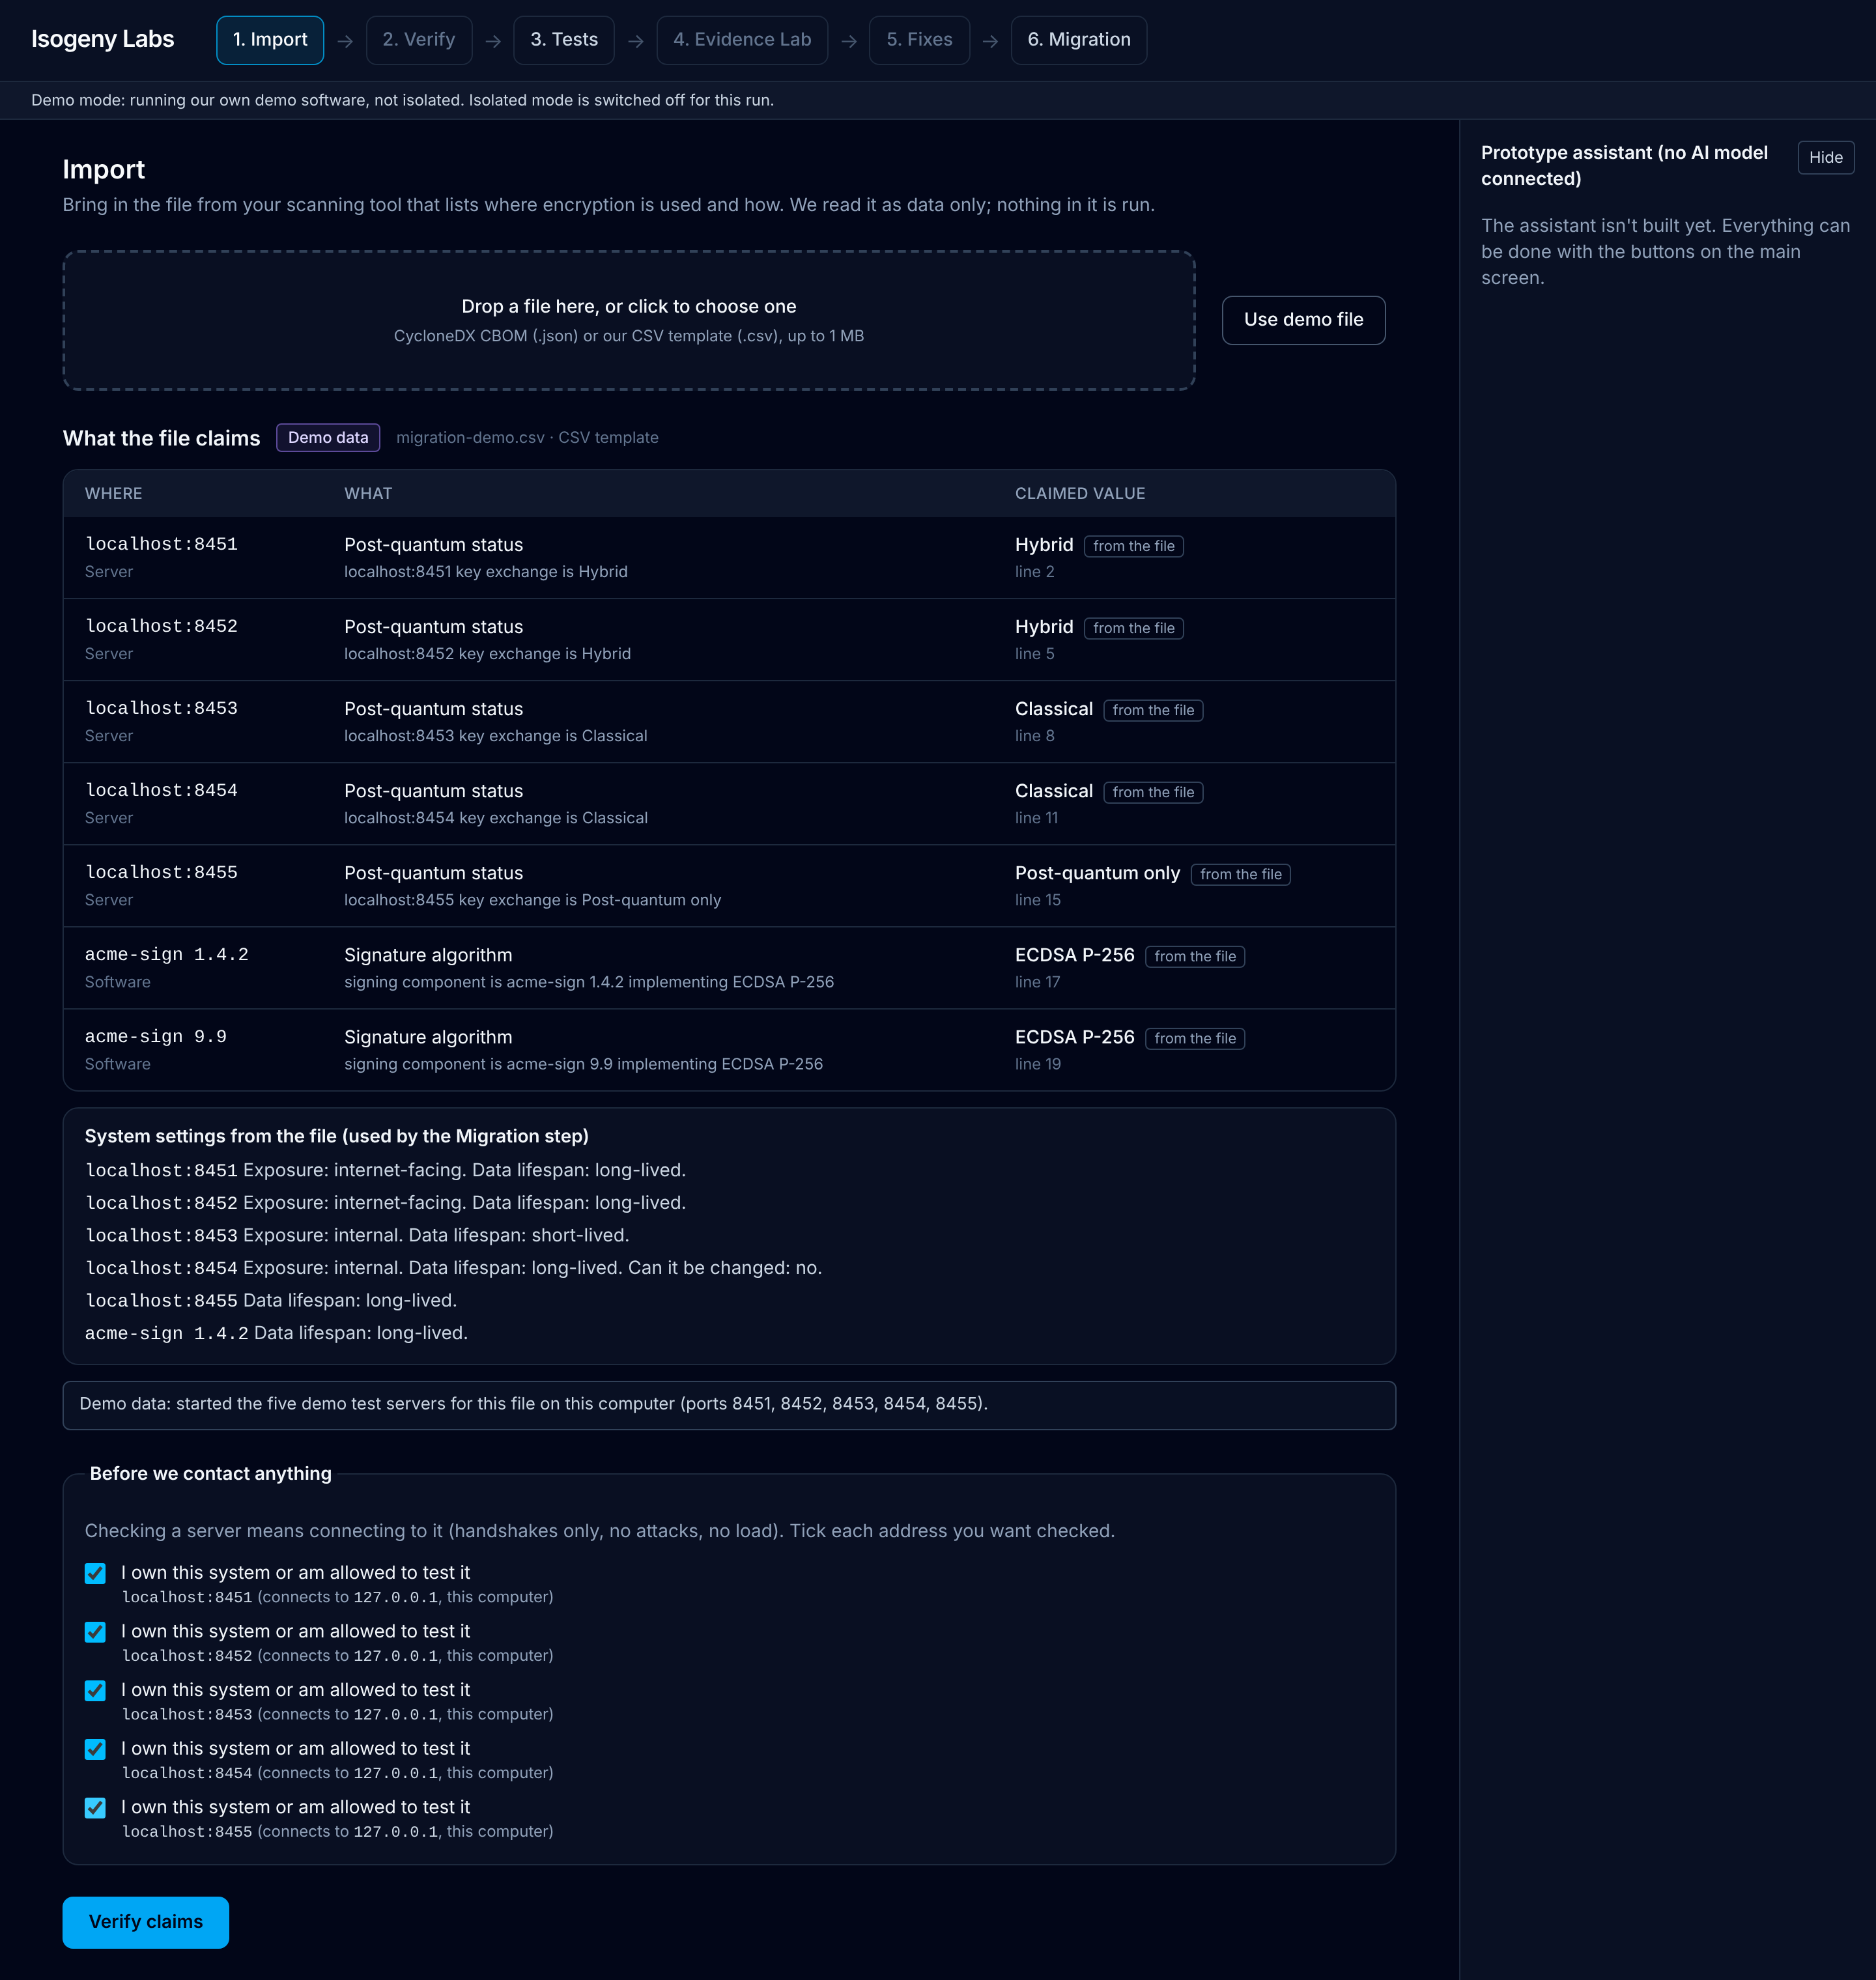 Isogeny Labs
1. Import → 2. Verify → 3. Tests → 4. Evidence Lab → 5. Fixes → 6. Migration
Demo mode: running our own demo software, not isolated. Isolated mode is switched off for this run.
Import
Bring in the file from your scanning tool that lists where encryption is used and how. We read it as data only; nothing in it is run.
Drop a file here, or click to choose one
CycloneDX CBOM (.json) or our CSV template (.csv), up to 1 MB
Use demo file
What the file claims Demo data migration-demo.csv · CSV template
WHERE WHAT CLAIMED VALUE
localhost:8451 Post-quantum status Hybrid from the file
Server localhost:8451 key exchange is Hybrid line 2
localhost:8452 Post-quantum status Hybrid from the file
Server localhost:8452 key exchange is Hybrid line 5
localhost:8453 Post-quantum status Classical from the file
Server localhost:8453 key exchange is Classical line 8
localhost:8454 Post-quantum status Classical from the file
Server localhost:8454 key exchange is Classical line 11
localhost:8455 Post-quantum status Post-quantum only from the file
Server localhost:8455 key exchange is Post-quantum only line 15
acme-sign 1.4.2 Signature algorithm ECDSA P-256 from the file
Software signing component is acme-sign 1.4.2 implementing ECDSA P-256 line 17
acme-sign 9.9 Signature algorithm ECDSA P-256 from the file
Software signing component is acme-sign 9.9 implementing ECDSA P-256 line 19
System settings from the file (used by the Migration step)
localhost:8451 Exposure: internet-facing. Data lifespan: long-lived.
localhost:8452 Exposure: internet-facing. Data lifespan: long-lived.
localhost:8453 Exposure: internal. Data lifespan: short-lived.
localhost:8454 Exposure: internal. Data lifespan: long-lived. Can it be changed: no.
localhost:8455 Data lifespan: long-lived.
acme-sign 1.4.2 Data lifespan: long-lived.
Demo data: started the five demo test servers for this file on this computer (ports 8451, 8452, 8453, 8454, 8455).
Before we contact anything
Checking a server means connecting to it (handshakes only, no attacks, no load). Tick each address you want checked.
I own this system or am allowed to test it
localhost:8451 (connects to 127.0.0.1, this computer)
I own this system or am allowed to test it
localhost:8452 (connects to 127.0.0.1, this computer)
I own this system or am allowed to test it
localhost:8453 (connects to 127.0.0.1, this computer)
I own this system or am allowed to test it
localhost:8454 (connects to 127.0.0.1, this computer)
I own this system or am allowed to test it
localhost:8455 (connects to 127.0.0.1, this computer)
Verify claims
Prototype assistant (no AI model
connected)
Hide
The assistant isn't built yet. Everything can
be done with the buttons on the main
screen.